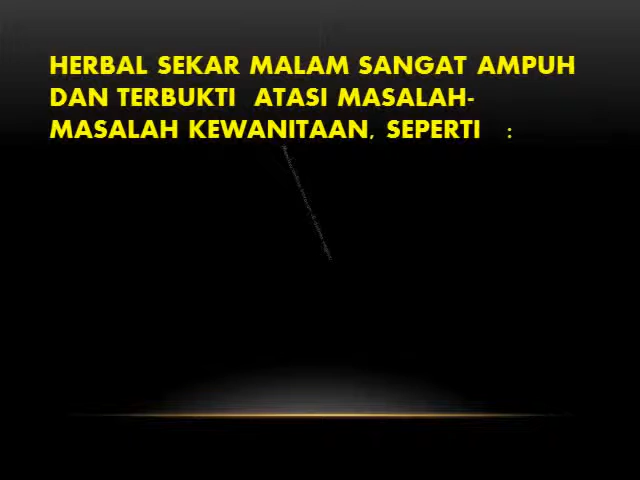 HERBAL SEKAR MALAM SANGAT AMPUH
DAN TERBUKTI ATASI MASALAH-
MASALAH KEWANITAAN, SEPERTI :